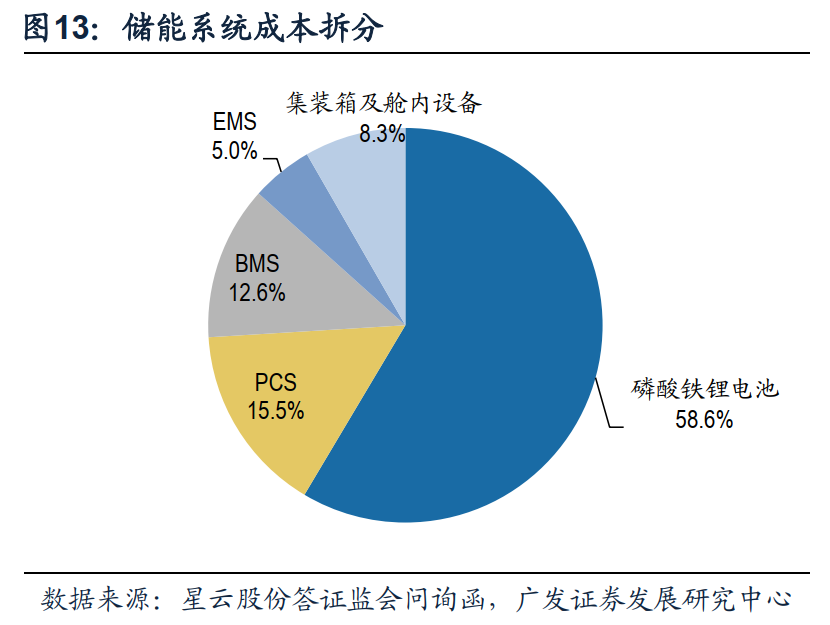 图13：储能系统成本拆分
集装箱及舱内设备
8.3%
EMS
5.0%
BMS
12.6%
PCS
15.5%
磷酸铁锂电池
58.6%
数据来源：星云股份答证监会问询函，广发证券发展研究中心